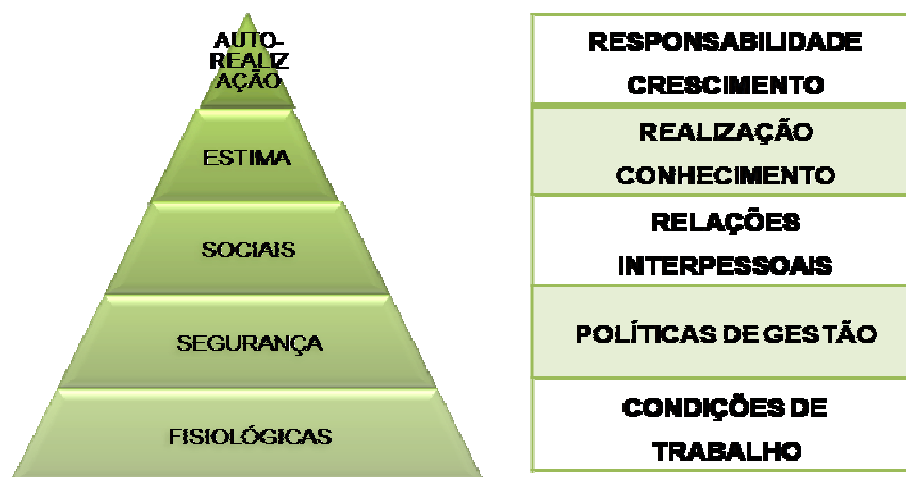 AUTO-
REALIZ
AÇÃO
ESTIMA
SOCIAIS
SEGURANÇA
FISIOLÓGICAS
RESPONSABILIDADE
CRESCIMENTO
REALIZAÇÃO
CONHECIMENTO
RELAÇÕES
INTERPESSOAIS
POLÍTICAS DE GESTÃO
CONDIÇÕES DE
TRABALHO